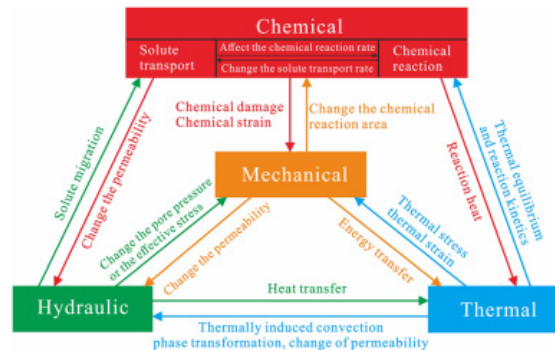 Chemical
Solute
transport
Affect the chemical reaction rate
Change the solute transport rate
Chemical
reaction
Solute migration
Change the permeability
Chemical damage
Chemical strain
Change the chemical
reaction area
Reaction heat
Thermal equilibrium
and reaction kinetics
Mechanical
Change the pore pressure
or the effective stress
Change the permeability
Energy transfer
Thermal stress
thermal strain
Hydraulic
Heat transfer
Thermal
Thermally induced convection
phase transformation, change of permeability